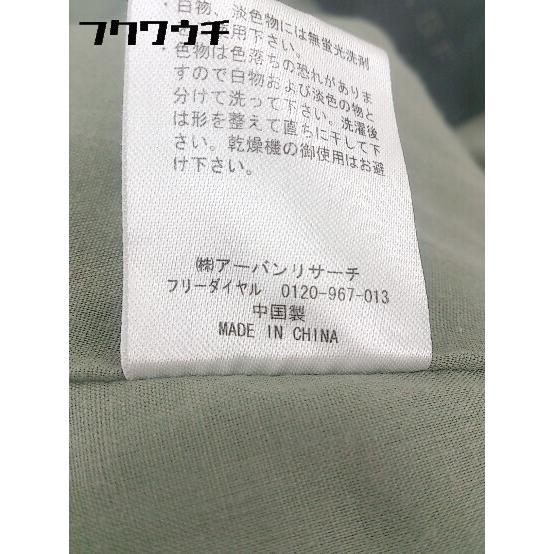 フクワウチ
・白物、淡色物には無蛍光洗剤
用下さい。
色物は色落ちの恐れがありま
すので白物および淡色の物と
分けて洗って下さい。洗濯後
は形を整えて直ちに干して下
さい。乾燥機の御使用はお避
け下さい。
㈱アーバンリサーチ
フリーダイヤル 0120-967-013
中国製
MADE IN CHINA